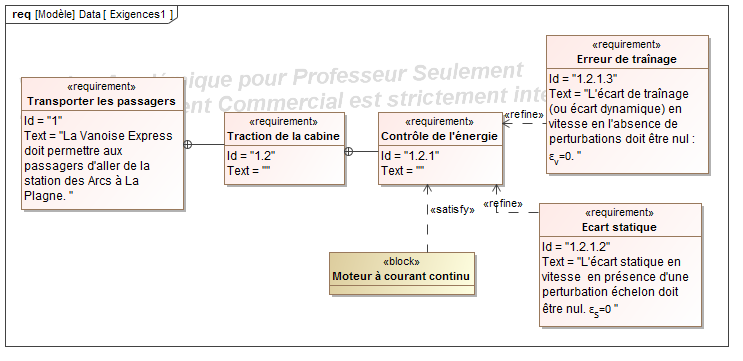 req [Modèle] Data [ Exigences1 ]
ique pour Professeur Seulement
ent Commercial est strictement inte
«requirement»
Transporter les passagers
Id = "1"
Text = "La Vanoise Express
doit permettre aux
passagers d'aller de la
station des Arcs à La
Plagne. "
«requirement»
Traction de la cabine
Id = "1.2"
Text = ""
«requirement»
Contrôle de l'énergie
Id = "1.2.1"
Text = ""
«refine»
«requirement»
Erreur de traînage
Id = "1.2.1.3"
Text = "L'écart de traînage
(ou écart dynamique) en
vitesse en l'absence de
perturbations doit être nul :
εv=0. "
«satisfy»
«refine»
«requirement»
Ecart statique
Id = "1.2.1.2"
Text = "L'écart statique en
vitesse  en présence d'une
perturbation échelon doit
être nul. εs=0 "
«block»
Moteur à courant continu